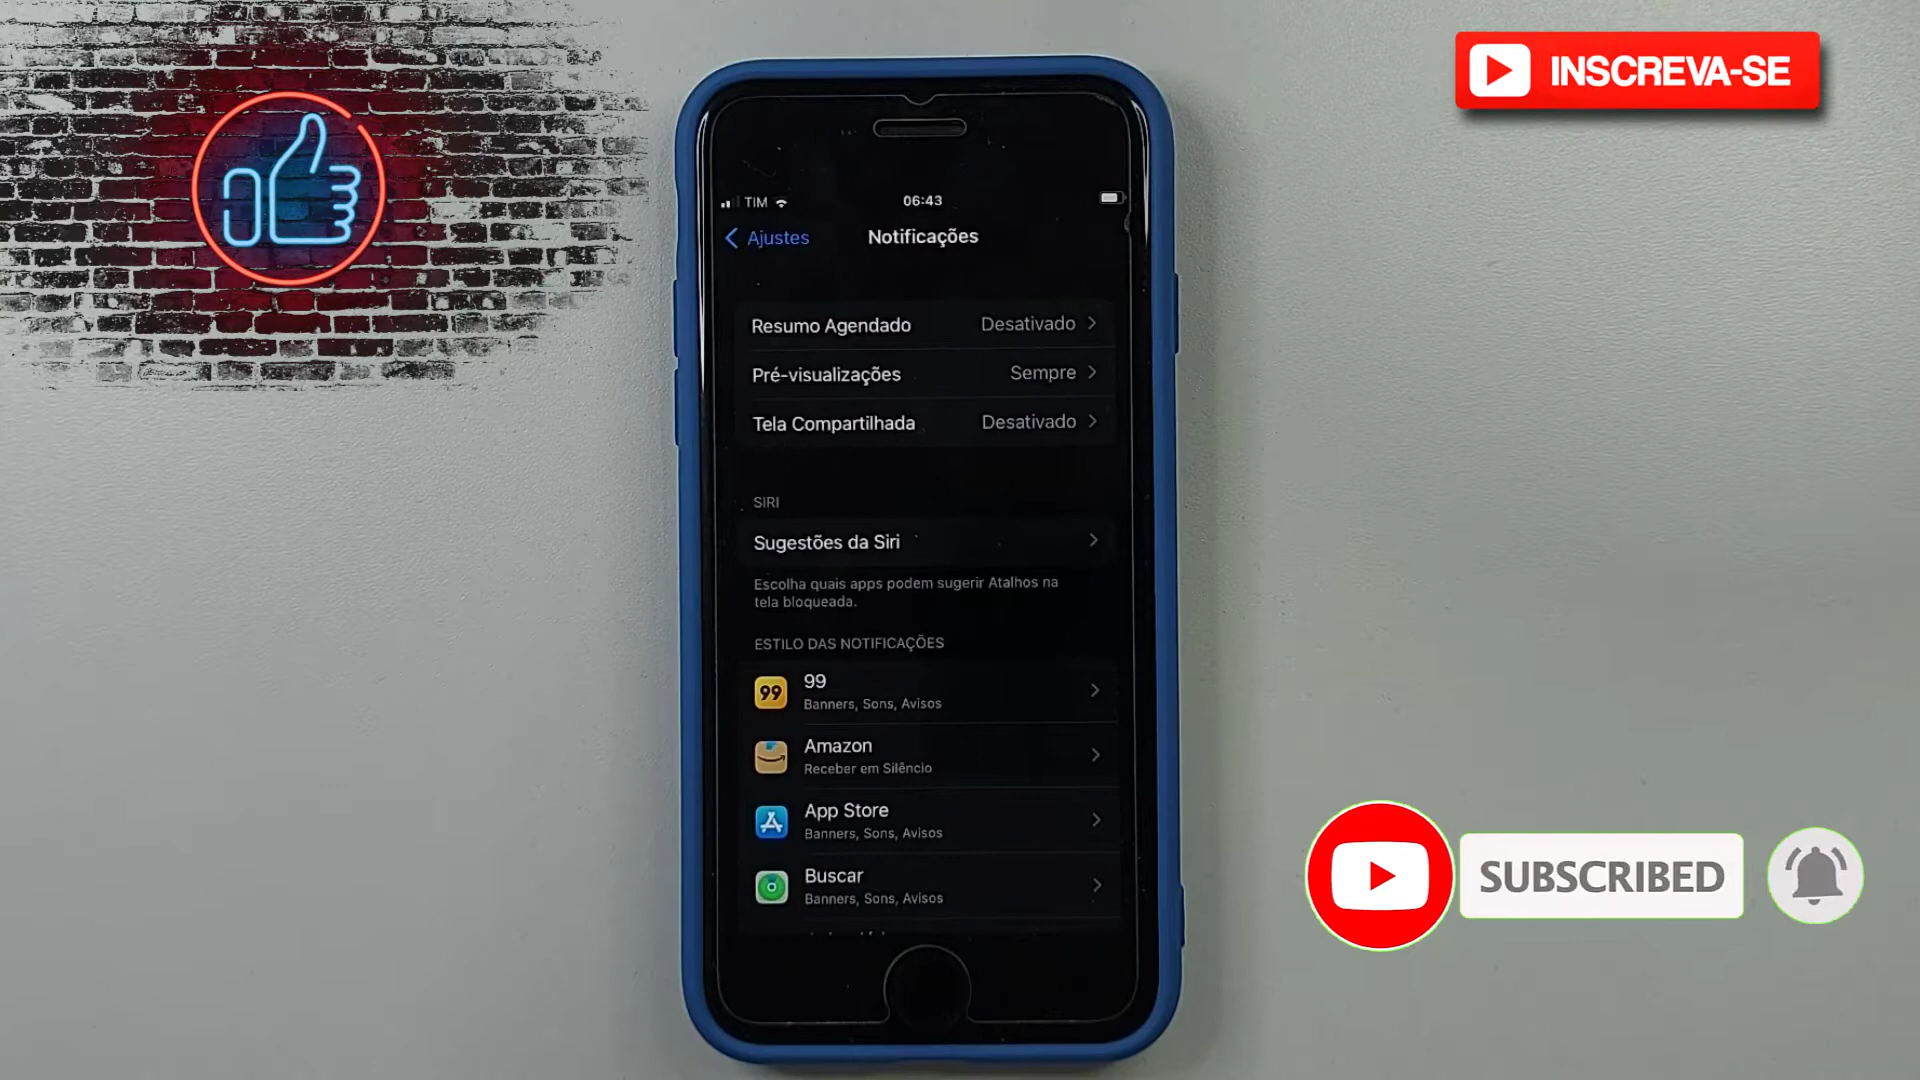 INSCREVA-SE
TIM
06:43
Ajustes
Notificações
Resumo Agendado Desativado
Pré-visualizações Sempre
Tela Compartilhada Desativado
SIRI
Sugestões da Siri
Escolha quais apps podem sugerir Atalhos na
tela bloqueada.
ESTILO DAS NOTIFICAÇÕES
99
99
Banners, Sons, Avisos
Amazon
Receber em Silêncio
App Store
Banners, Sons, Avisos
Buscar
Banners, Sons, Avisos
SUBSCRIBED